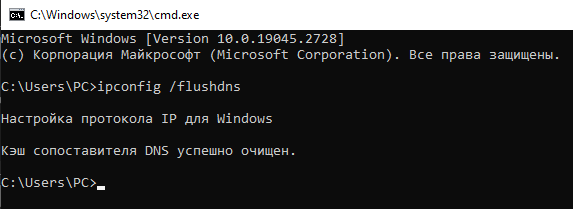 C:\Windows\system32\cmd.exe
Microsoft Windows [Version 10.0.19045.2728]
(c) Корпорация Майкрософт (Microsoft Corporation). Все права защищены.
C:\Users\PC>ipconfig /flushdns
Настройка протокола IP для Windows
Кэш сопоставителя DNS успешно очищен.
C:\Users\PC>